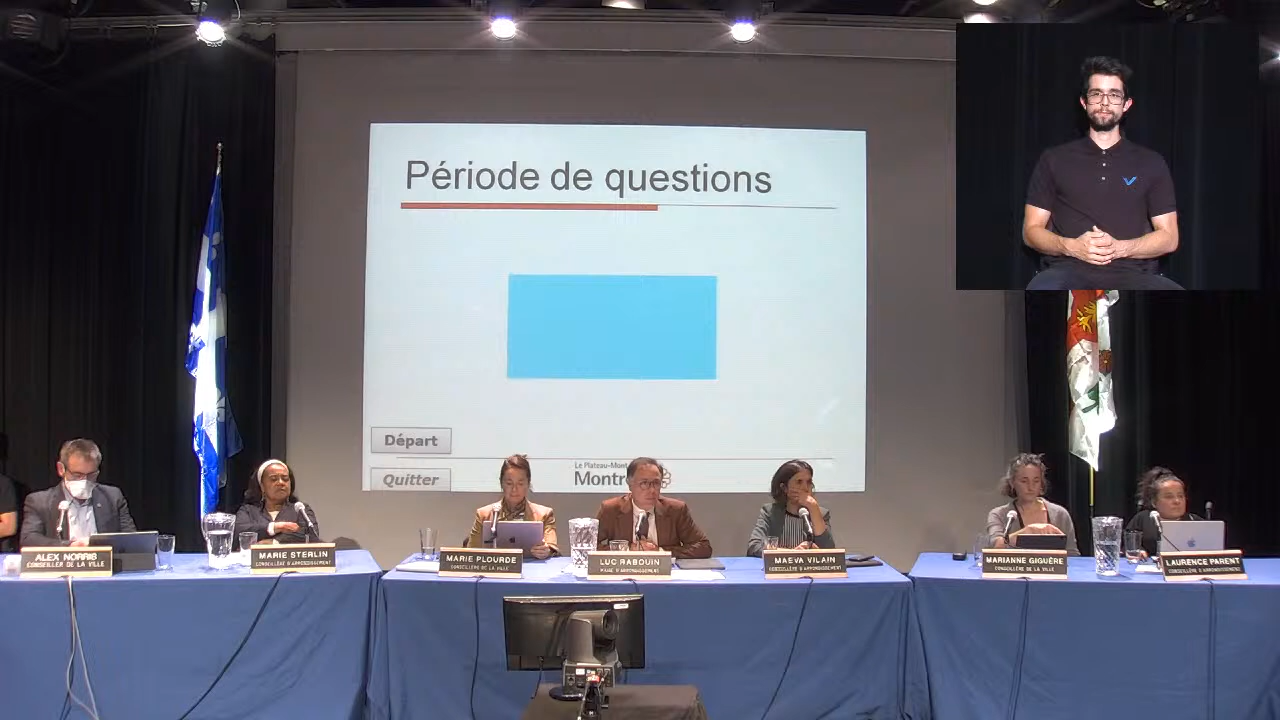 Période de questions
Départ
Quitter
Le Plateau-Mont
Montr
ALEX NORRIS
CONSEILLER DE LA VILLE
MARIE STERLIN
CONSEILLÈRE D'ARRONDISSEMENT
MARIE PLOURDE
CONSEILLÈRE DE LA VILLE
LUC RABOUIN
MAIRE D'ARRONDISSEMENT
MAEVA VILAIN
CONSEILLÈRE D'ARRONDISSEMENT
MARIANNE GIGUÈRE
CONSEILLÈRE DE LA VILLE
LAURENCE PARENT
CONSEILLÈRE D'ARRONDISSEMENT